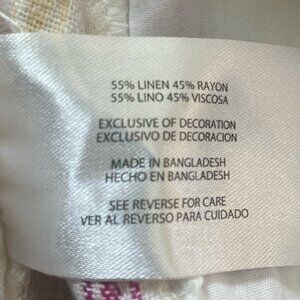 55% LINEN 45% RAYON
55% LINO 45% VISCOSA
EXCLUSIVE OF DECORATION
EXCLUSIVO DE DECORACION
MADE IN BANGLADESH
HECHO EN BANGLADESH
SEE REVERSE FOR CARE
VER AL REVERSO PARA CUIDADO